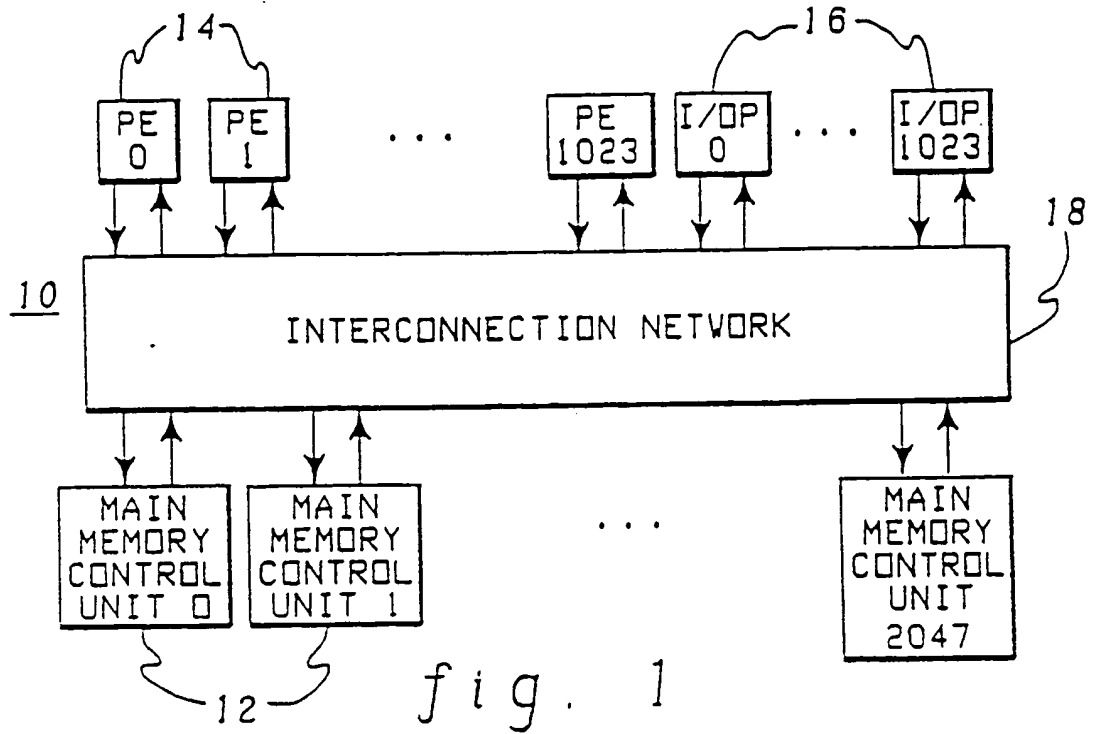 14
16
PE
0
PE
1
...
PE
1023
I/OP
0
...
I/OP
1023
18
10
INTERCONNECTION NETWORK
MAIN
MEMORY
CONTROL
UNIT 0
MAIN
MEMORY
CONTROL
UNIT 1
...
MAIN
MEMORY
CONTROL
UNIT
2047
12
fig. 1